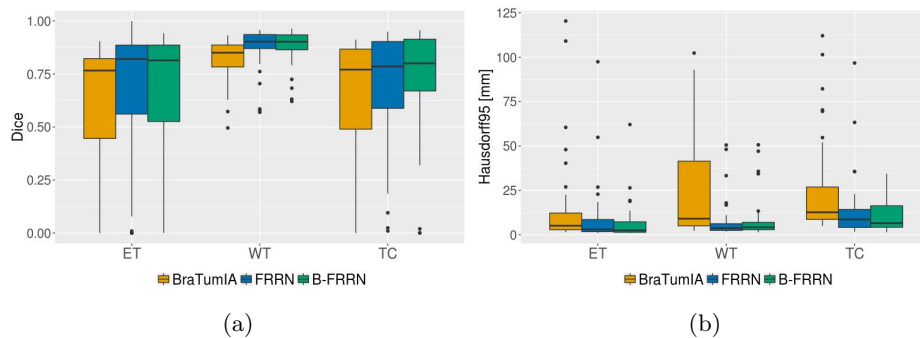 1.00
0.75
0.50
0.25
0.00
Dice
ET WT TC
BraTumIA FRRN B-FRRN
(a)
125
100
75
50
25
0
Hausdorff95 [mm]
ET WT TC
BraTumIA FRRN B-FRRN
(b)